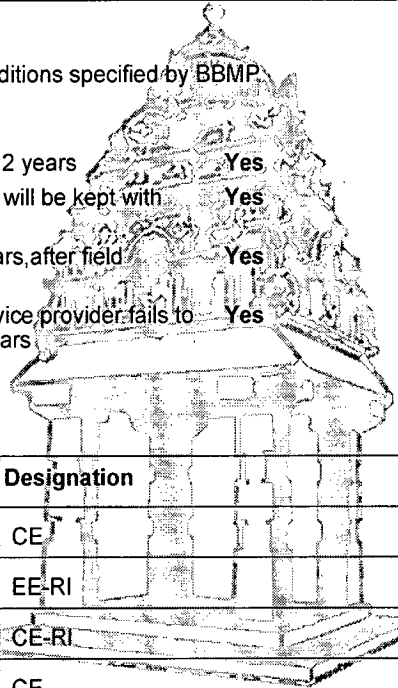 ditions specified by BBMP.
2 years Yes
will be kept with Yes
ars,after field Yes
vice provider fails to Yes
ars
Designation
CE
EE-RI
CE-RI
CE